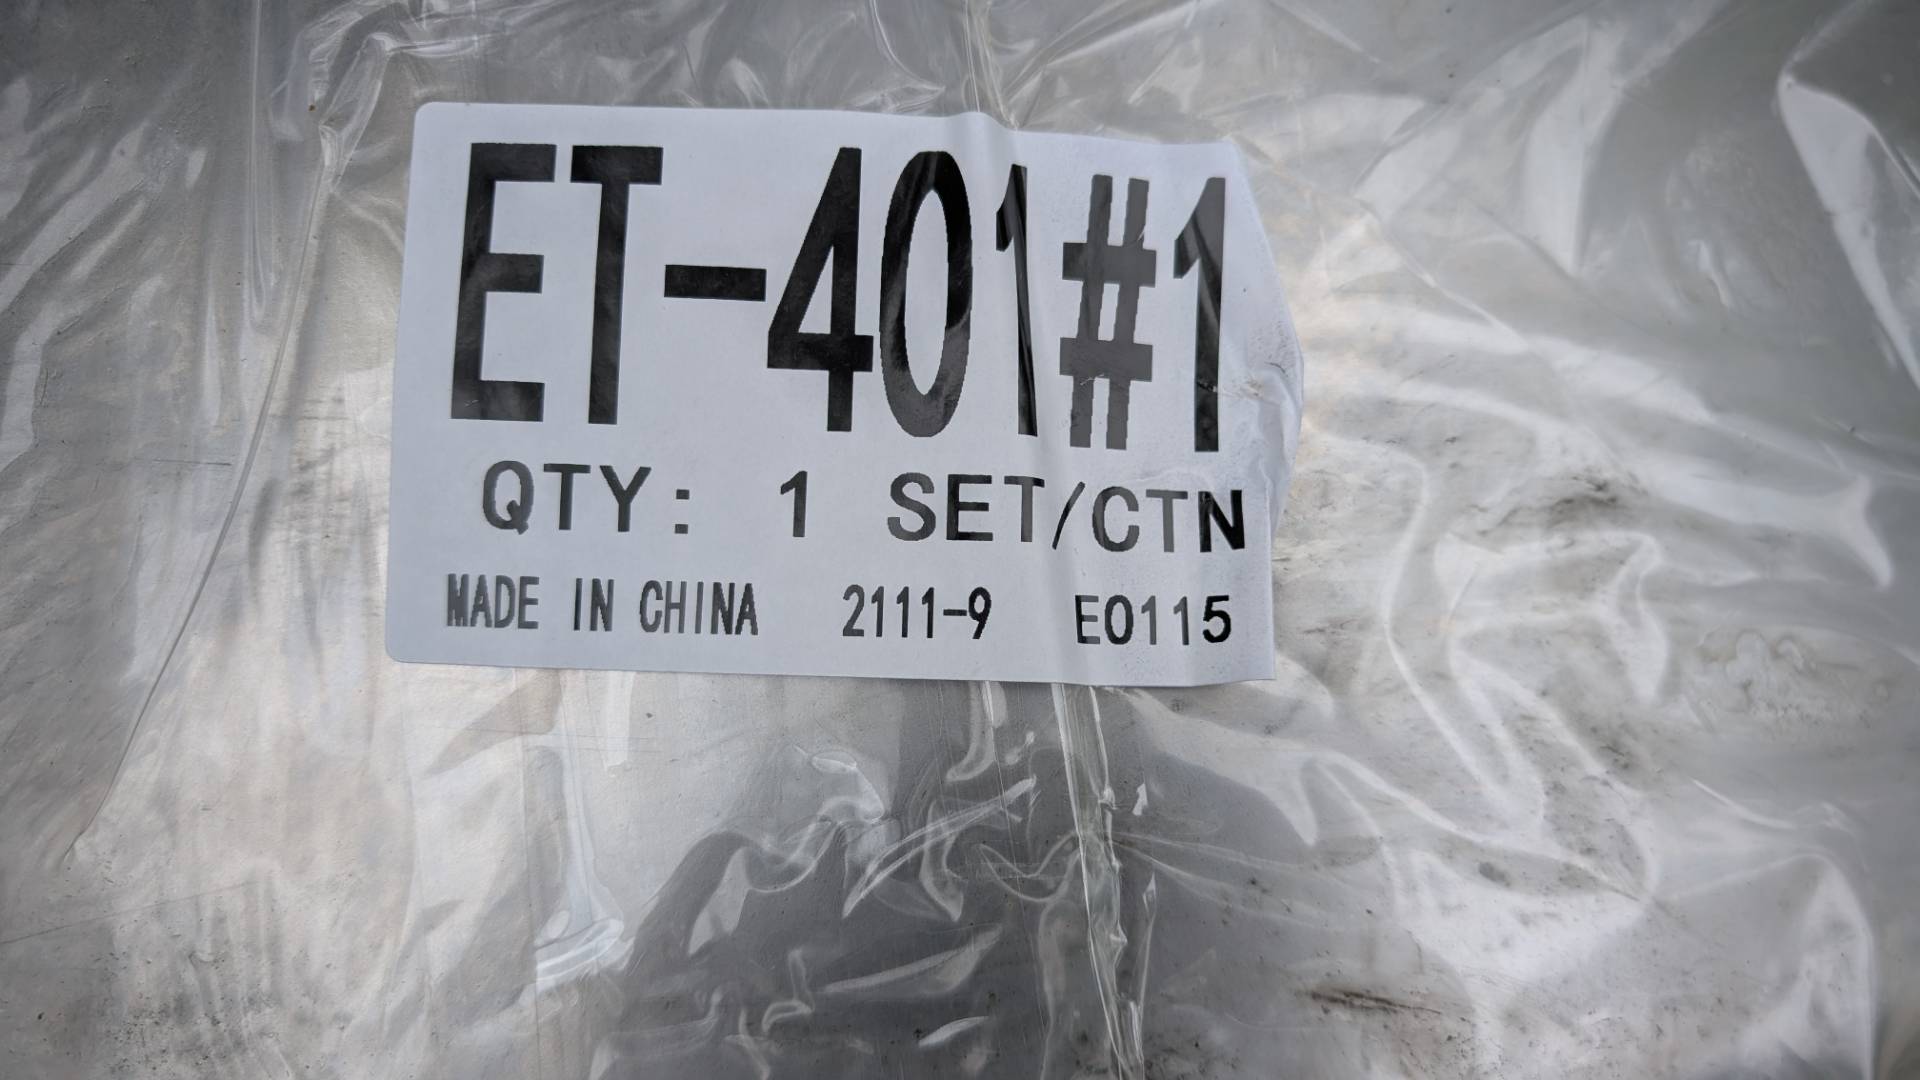 ET-401#1
QTY: 1 SET/CTN
MADE IN CHINA 2111-9 E0115